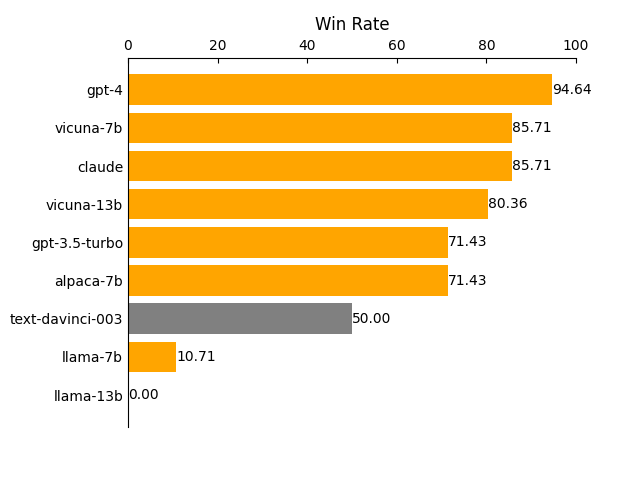 Win Rate
0 20 40 60 80 100
gpt-4 94.64
vicuna-7b 85.71
claude 85.71
vicuna-13b 80.36
gpt-3.5-turbo 71.43
alpaca-7b 71.43
text-davinci-003 50.00
llama-7b 10.71
llama-13b 0.00